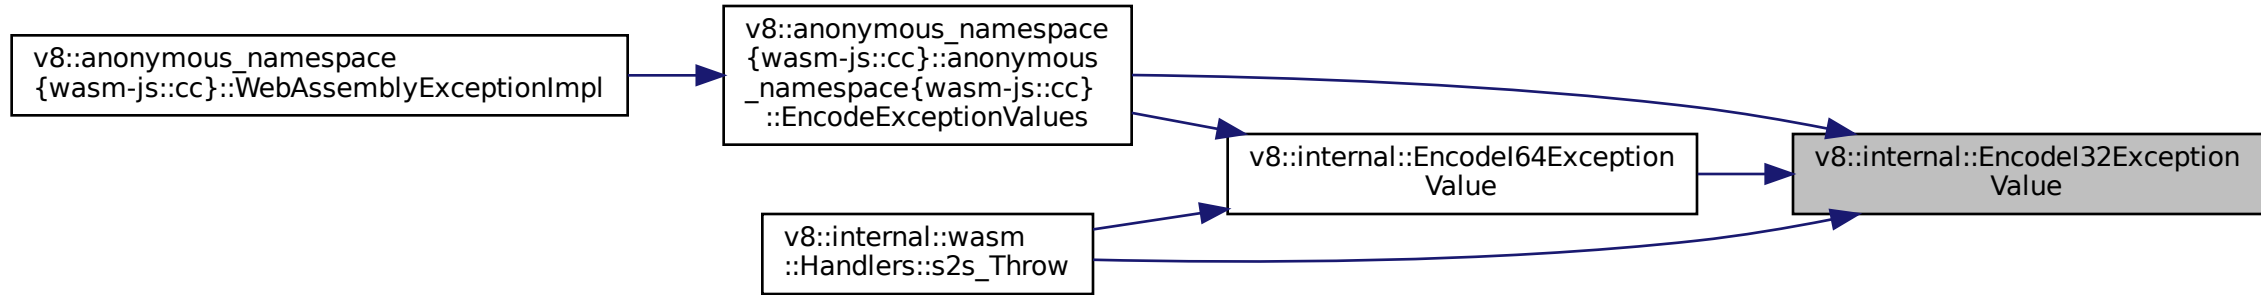 v8::anonymous_namespace
{wasm-js::cc}::WebAssemblyExceptionImpl
v8::anonymous_namespace
{wasm-js::cc}::anonymous
_namespace{wasm-js::cc}
::EncodeExceptionValues
v8::internal::EncodeI64Exception
Value
v8::internal::wasm
::Handlers::s2s_Throw
v8::internal::EncodeI32Exception
Value